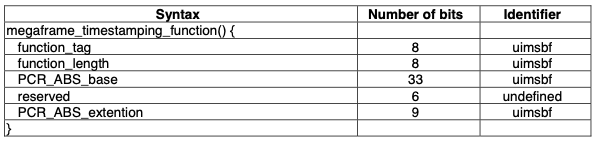 Syntax Number of bits Identifier
megaframe_timestamping_function() {
function_tag 8 uimsbf
function_length 8 uimsbf
PCR_ABS_base 33 uimsbf
reserved 6 undefined
PCR_ABS_extention 9 uimsbf
}